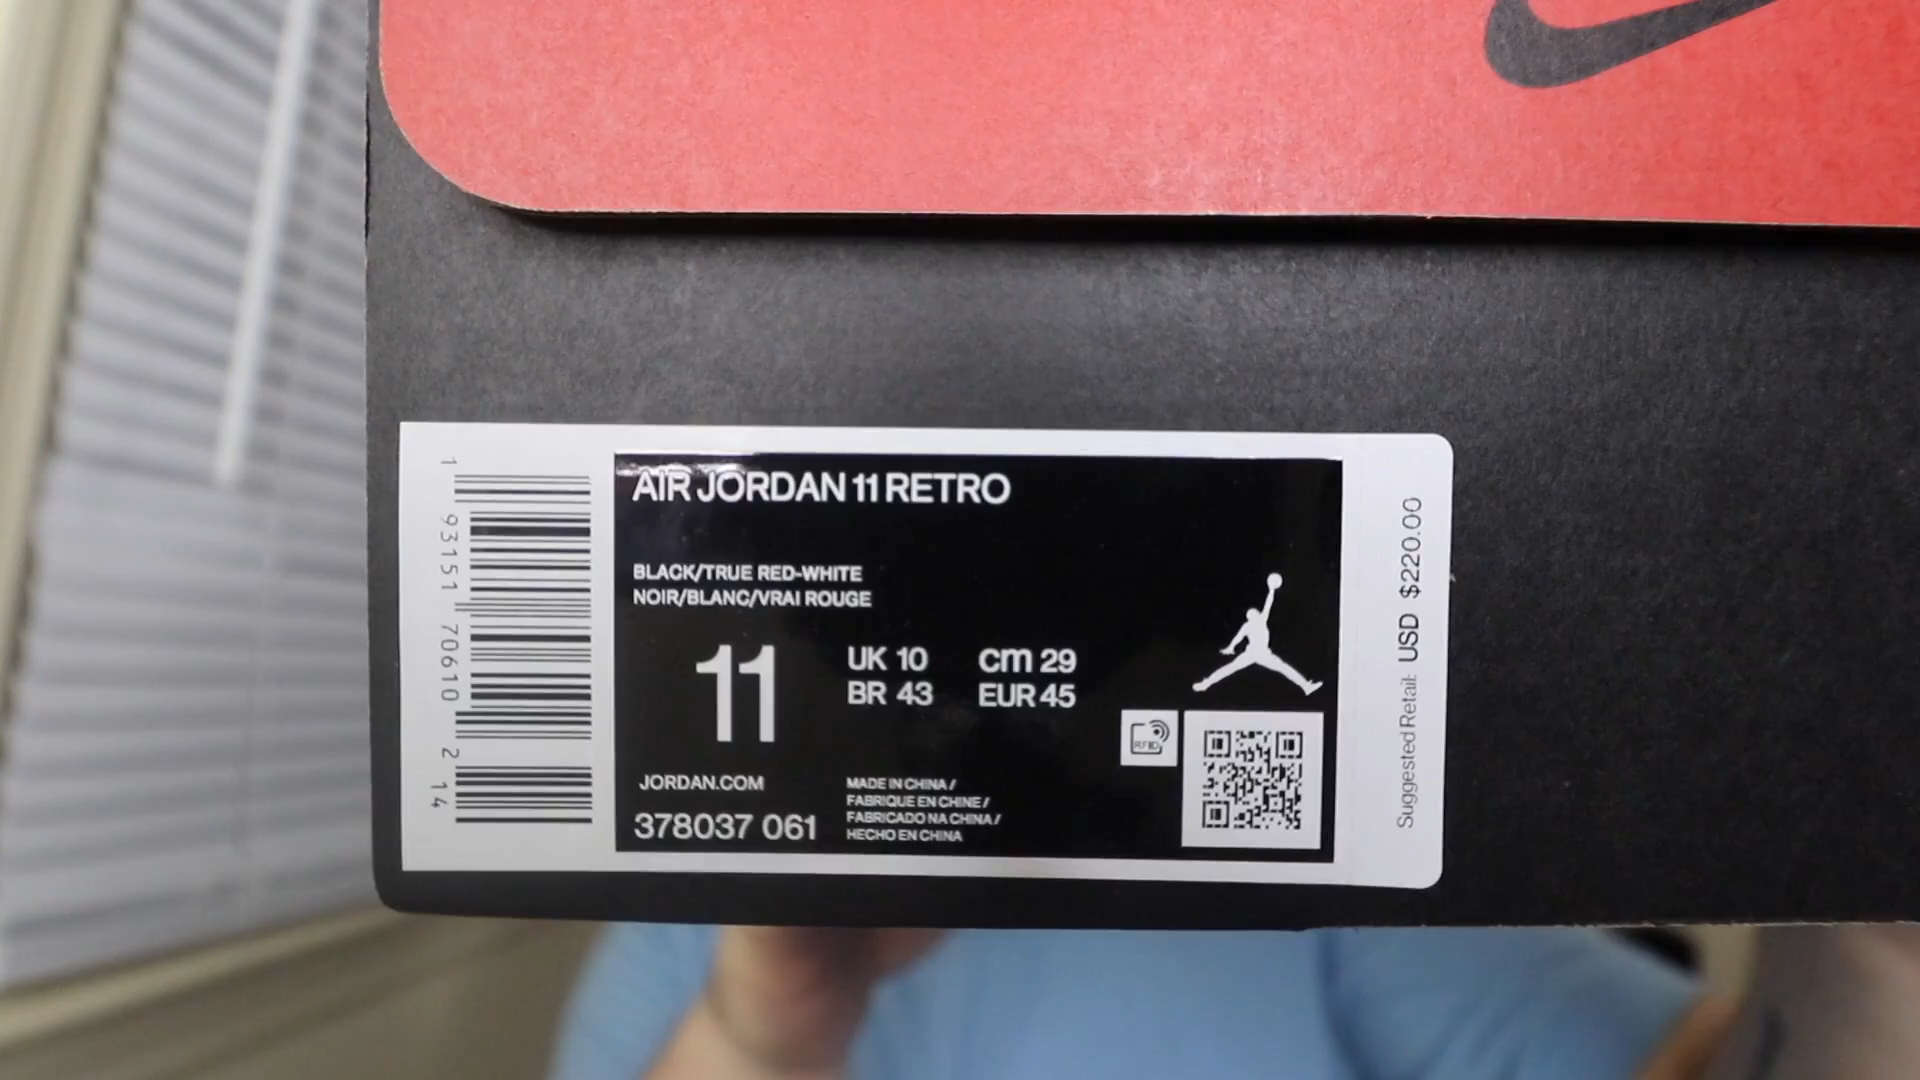 AIR JORDAN 11 RETRO
BLACK/TRUE RED-WHITE
NOIR/BLANC/VRAI ROUGE
11
UK 10
cm 29
BR 43
EUR 45
JORDAN.COM
378037 061
MADE IN CHINA /
FABRIQUE EN CHINE /
FABRICADO NA CHINA /
HECHO EN CHINA
RFID
1 93151 70610 2 14
Suggested Retail: USD $220.00